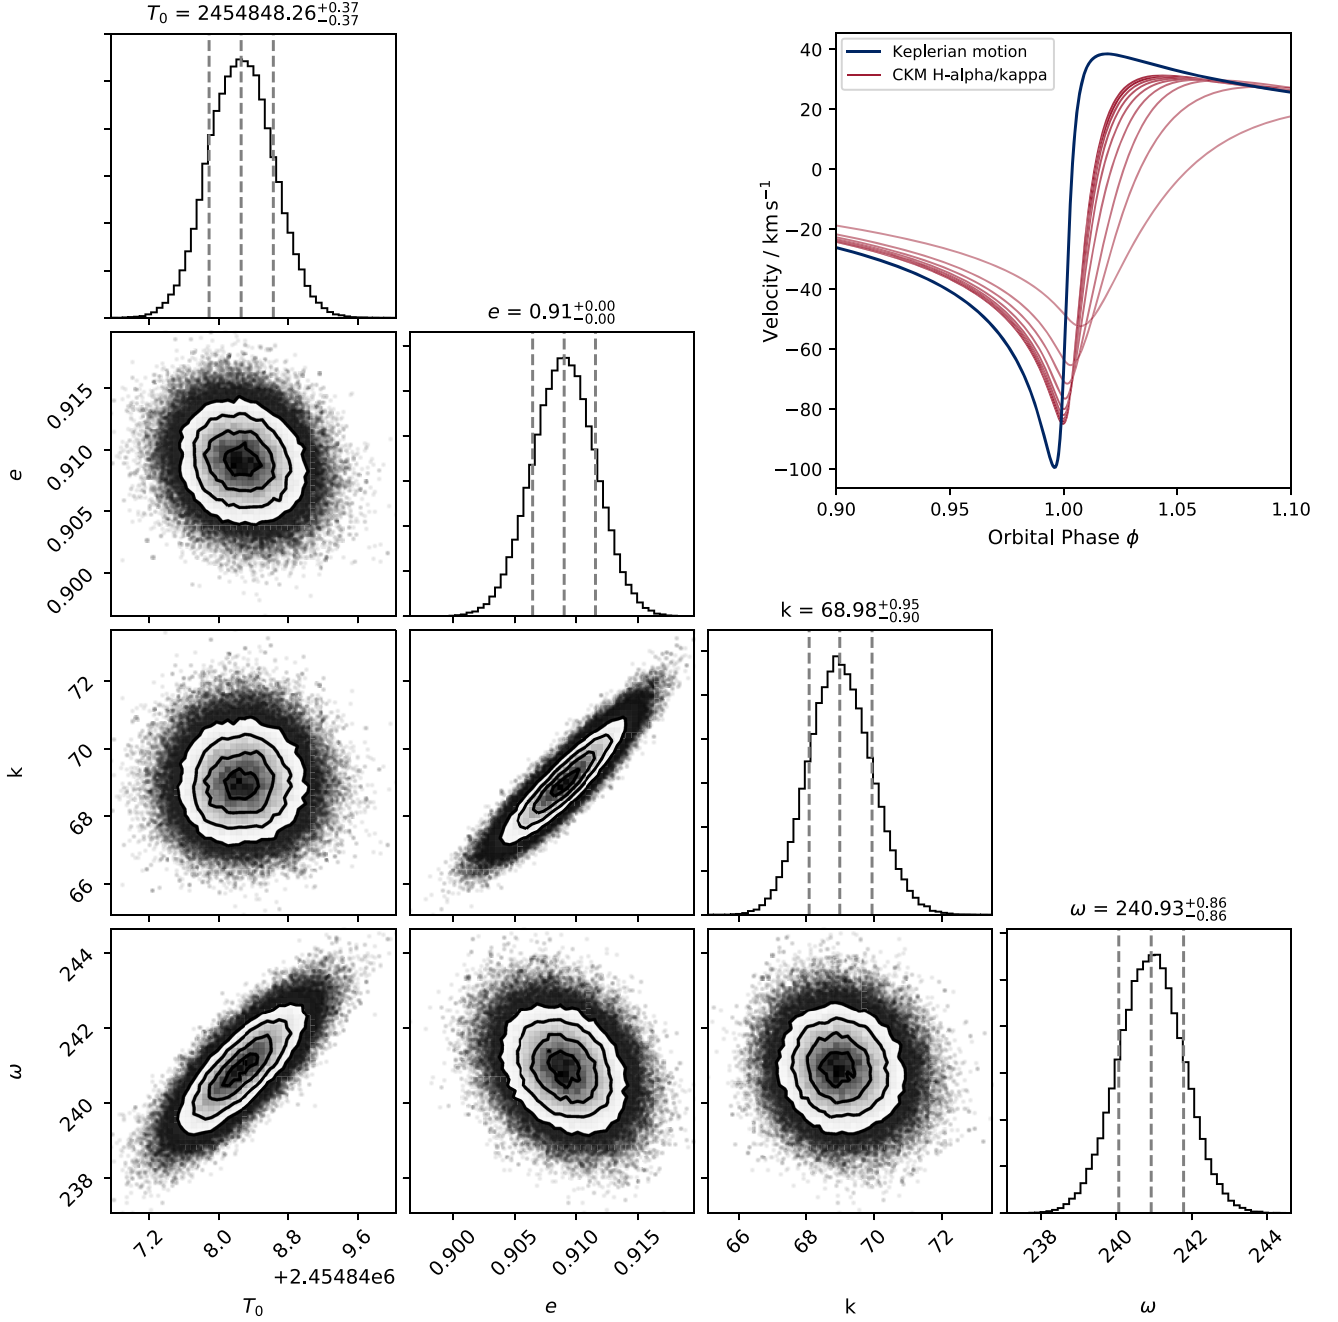 T₀ = 2454848.26+0.37−0.37
40
Keplerian motion
CKM H-alpha/kappa
20
0
−20
−40
−60
−80
−100
Velocity / km s⁻¹
0.90 0.95 1.00 1.05 1.10
Orbital Phase ϕ
e = 0.91+0.00−0.00
0.915
0.910
0.905
0.900
e
k = 68.98+0.95−0.90
72
70
68
66
k
ω = 240.93+0.86−0.86
244
242
240
238
ω
7.2 8.0 8.8 9.6
+2.45484e6
T₀
0.900 0.905 0.910 0.915
e
66 68 70 72
k
238 240 242 244
ω